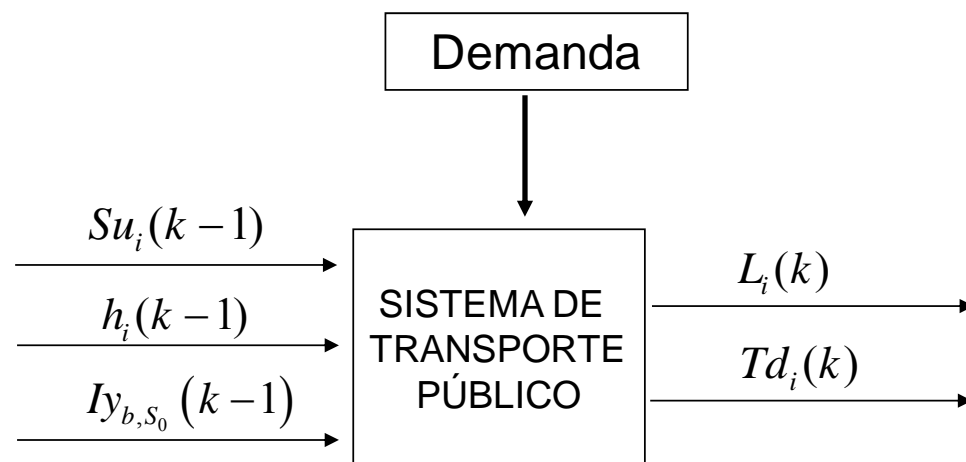 Demanda
Su_i(k − 1)
h_i(k − 1)
Iy_{b,S_0}(k − 1)
SISTEMA DE
TRANSPORTE
PÚBLICO
L_i(k)
Td_i(k)